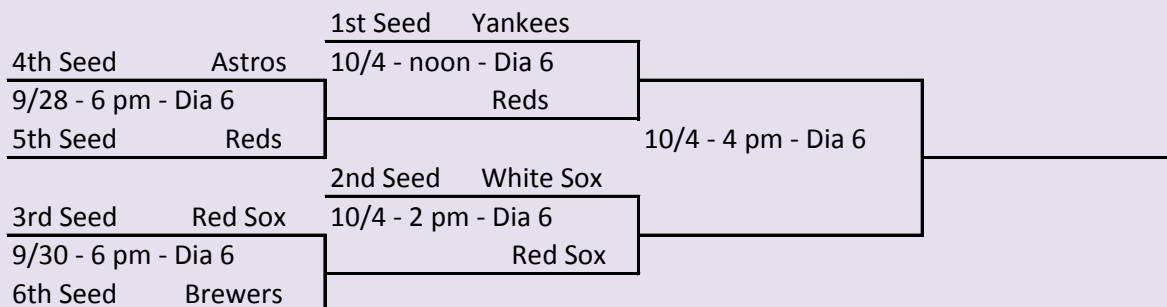 1st Seed Yankees
4th Seed Astros
10/4 - noon - Dia 6
9/28 - 6 pm - Dia 6
Reds
5th Seed Reds
10/4 - 4 pm - Dia 6
2nd Seed White Sox
3rd Seed Red Sox
10/4 - 2 pm - Dia 6
9/30 - 6 pm - Dia 6
Red Sox
6th Seed Brewers